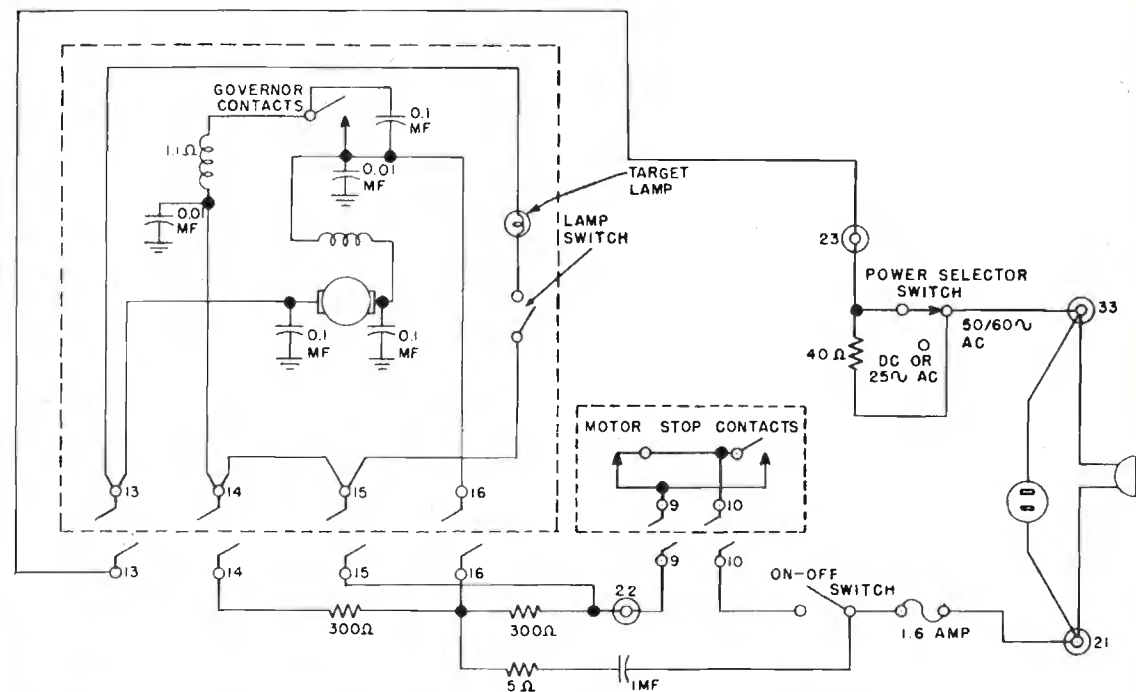 GOVERNOR
CONTACTS
0.1
MF
1.1Ω
0.01
MF
0.01
MF
TARGET
LAMP
LAMP
SWITCH
0.1
MF
0.1
MF
23
POWER SELECTOR
SWITCH
33
50/60~
AC
40Ω
DC OR
25~ AC
MOTOR STOP CONTACTS
13
14
15
16
9
10
13
14
15
16
9
10
22
ON-OFF
SWITCH
300Ω
300Ω
1.6 AMP
21
5Ω
1MF